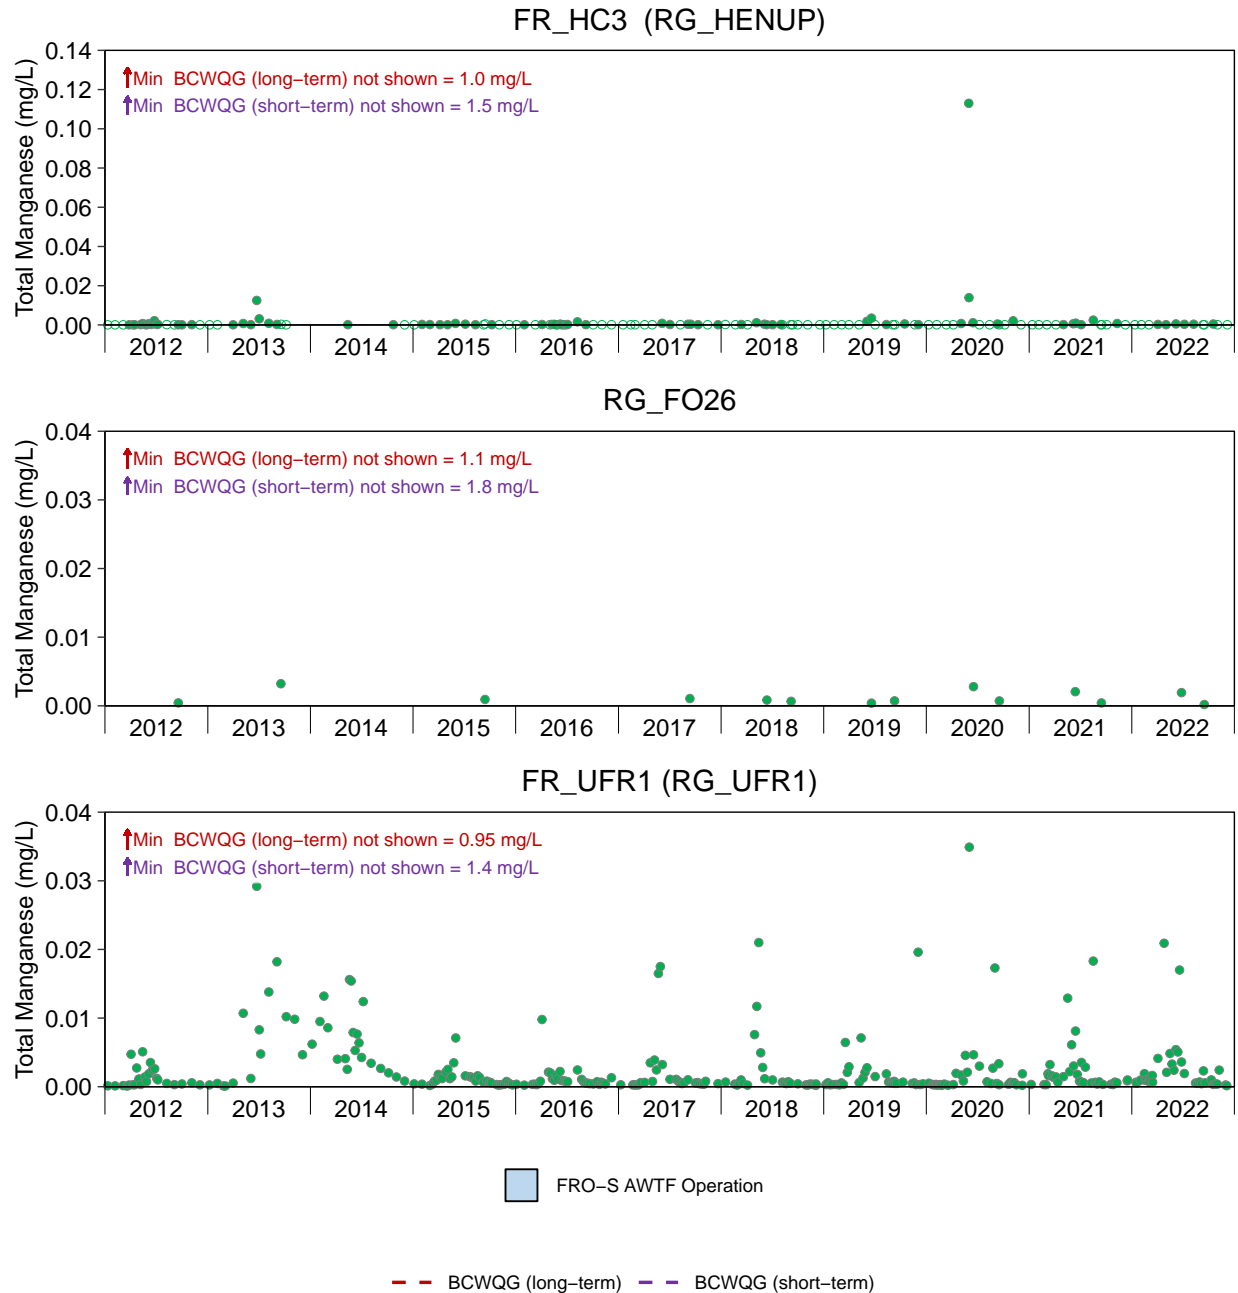 FR_HC3 (RG_HENUP)
Total Manganese (mg/L)
0.14
0.12
0.10
0.08
0.06
0.04
0.02
0.00
Min BCWQG (long−term) not shown = 1.0 mg/L
Min BCWQG (short−term) not shown = 1.5 mg/L
2012 2013 2014 2015 2016 2017 2018 2019 2020 2021 2022
RG_FO26
Total Manganese (mg/L)
0.04
0.03
0.02
0.01
0.00
Min BCWQG (long−term) not shown = 1.1 mg/L
Min BCWQG (short−term) not shown = 1.8 mg/L
2012 2013 2014 2015 2016 2017 2018 2019 2020 2021 2022
FR_UFR1 (RG_UFR1)
Total Manganese (mg/L)
0.04
0.03
0.02
0.01
0.00
Min BCWQG (long−term) not shown = 0.95 mg/L
Min BCWQG (short−term) not shown = 1.4 mg/L
2012 2013 2014 2015 2016 2017 2018 2019 2020 2021 2022
FRO−S AWTF Operation
BCWQG (long−term) BCWQG (short−term)